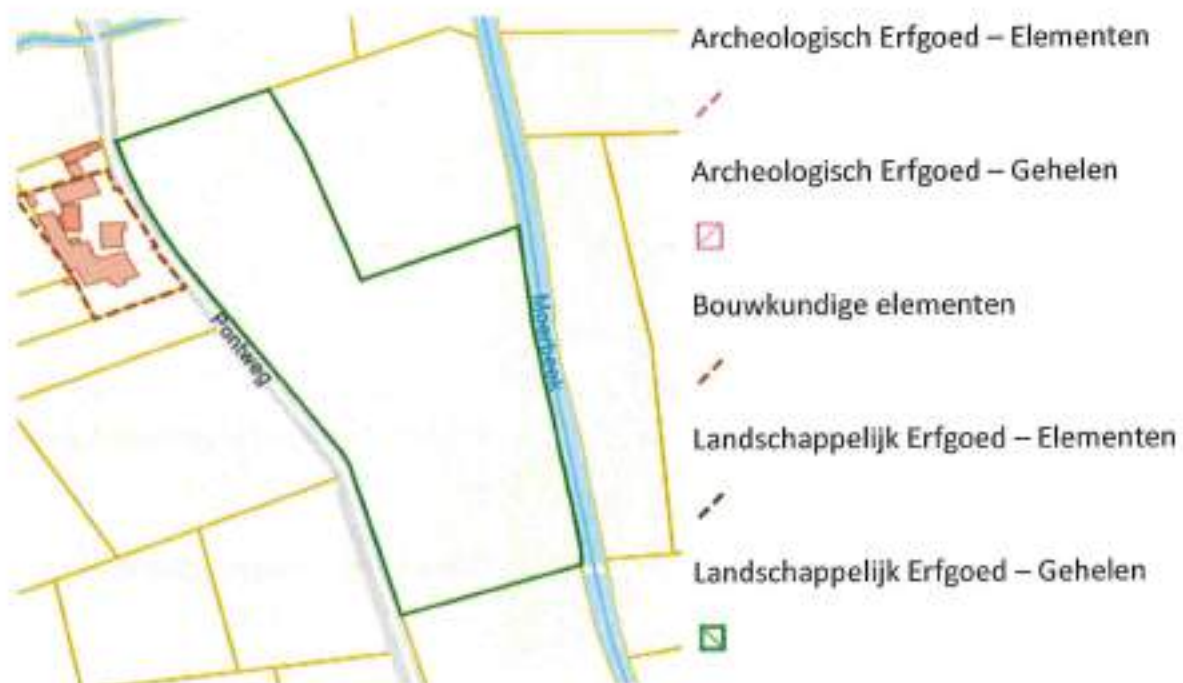 Archeologisch Erfgoed – Elementen
Archeologisch Erfgoed – Gehelen
Bouwkundige elementen
Landschappelijk Erfgoed – Elementen
Landschappelijk Erfgoed – Gehelen
Pontweg
Moerbeek